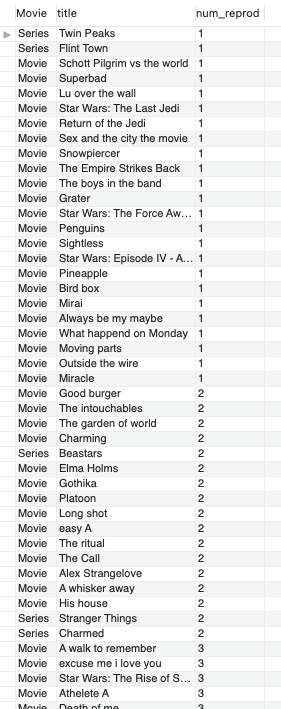 Movie title num_reprod
Series Twin Peaks 1
Series Flint Town 1
Movie Schott Pilgrim vs the world 1
Movie Superbad 1
Movie Lu over the wall 1
Movie Star Wars: The Last Jedi 1
Movie Return of the Jedi 1
Movie Sex and the city the movie 1
Movie Snowpiercer 1
Movie The Empire Strikes Back 1
Movie The boys in the band 1
Movie Grater 1
Movie Star Wars: The Force Aw... 1
Movie Penguins 1
Movie Sightless 1
Movie Star Wars: Episode IV - A... 1
Movie Pineapple 1
Movie Bird box 1
Movie Mirai 1
Movie Always be my maybe 1
Movie What happend on Monday 1
Movie Moving parts 1
Movie Outside the wire 1
Movie Miracle 1
Movie Good burger 2
Movie The intouchables 2
Movie The garden of world 2
Movie Charming 2
Series Beastars 2
Movie Elma Holms 2
Movie Gothika 2
Movie Platoon 2
Movie Long shot 2
Movie easy A 2
Movie The ritual 2
Movie The Call 2
Movie Alex Strangelove 2
Movie A whisker away 2
Movie His house 2
Series Stranger Things 2
Series Charmed 2
Movie A walk to remember 3
Movie excuse me i love you 3
Movie Star Wars: The Rise of S... 3
Movie Athelete A 3
Movie Death of me 3